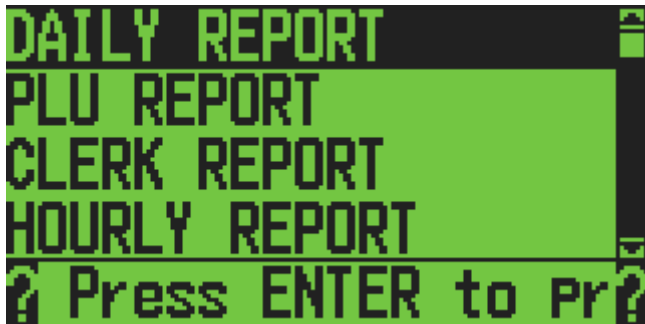 DAILY REPORT
PLU REPORT
CLERK REPORT
HOURLY REPORT
? Press ENTER to pr?